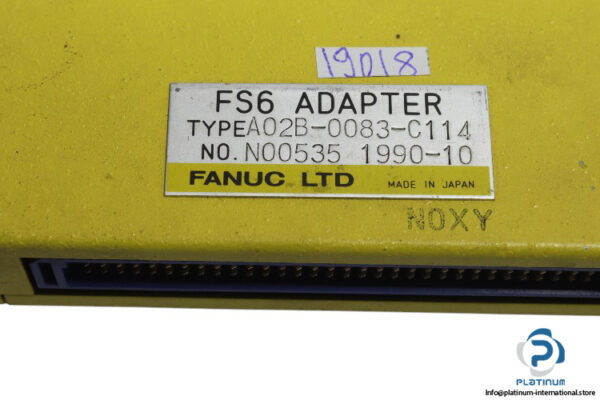 19D18
FS6 ADAPTER
TYPE A02B-0083-C114
NO. N00535 1990-10
FANUC LTD MADE IN JAPAN
NOXY
PLATINUM
Info@platinum-international.store